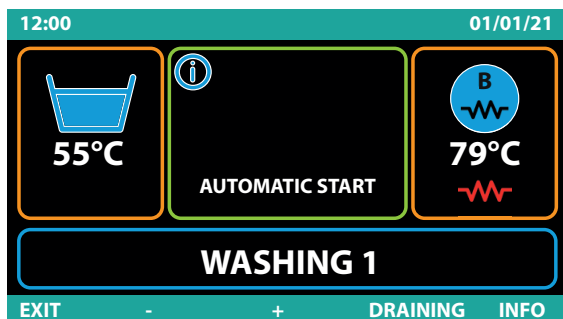 12:00 01/01/21
i
B
55°C
79°C
AUTOMATIC START
WASHING 1
EXIT - + DRAINING INFO